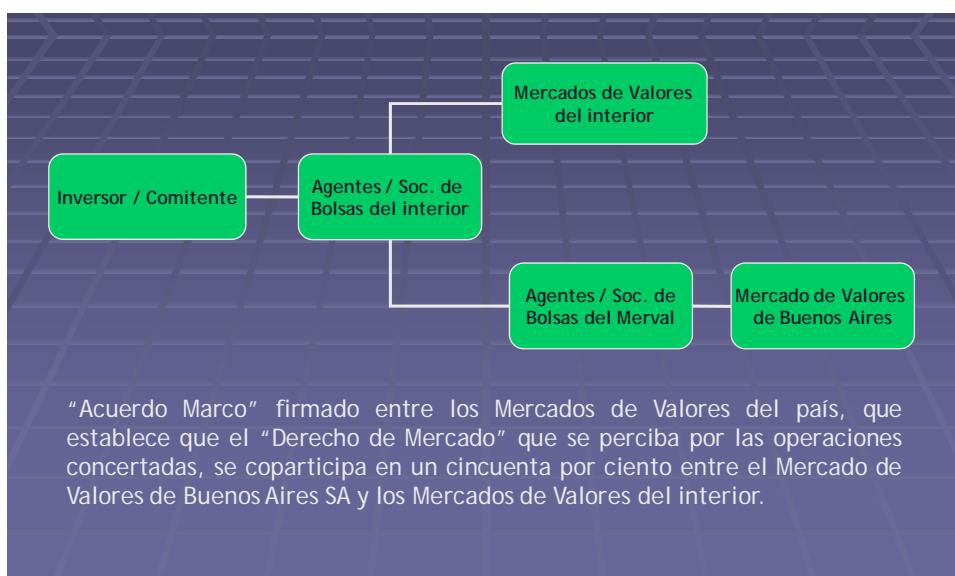 Mercados de Valores
del interior
Inversor / Comitente
Agentes / Soc. de
Bolsas del interior
Agentes / Soc. de
Bolsas del Merval
Mercado de Valores
de Buenos Aires
“Acuerdo Marco” firmado entre los Mercados de Valores del país, que
establece que el “Derecho de Mercado” que se perciba por las operaciones
concertadas, se coparticipa en un cincuenta por ciento entre el Mercado de
Valores de Buenos Aires SA y los Mercados de Valores del interior.